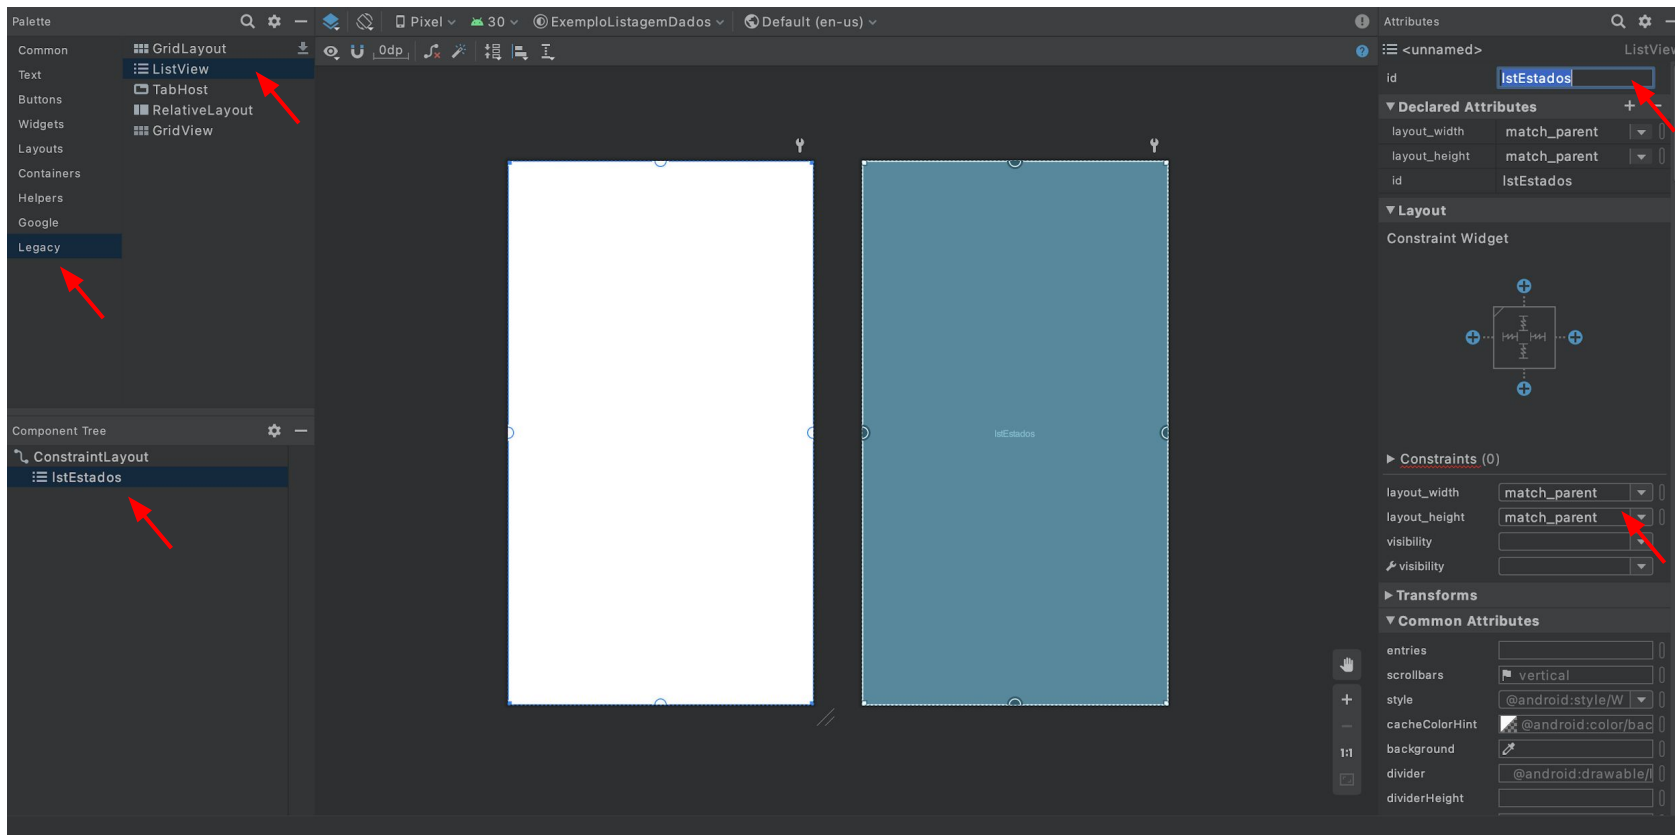 Palette
Common
Text
Buttons
Widgets
Layouts
Containers
Helpers
Google
Legacy
GridLayout
ListView
TabHost
RelativeLayout
GridView
Component Tree
ConstraintLayout
lstEstados
Pixel
30
ExemploListagemDados
Default (en-us)
0dp
lstEstados
1:1
Attributes
<unnamed> ListView
id lstEstados
Declared Attributes
layout_width match_parent
layout_height match_parent
id lstEstados
Layout
Constraint Widget
Constraints (0)
layout_width match_parent
layout_height match_parent
visibility
visibility
Transforms
Common Attributes
entries
scrollbars vertical
style @android:style/W
cacheColorHint @android:color/bac
background
divider @android:drawable/l
dividerHeight